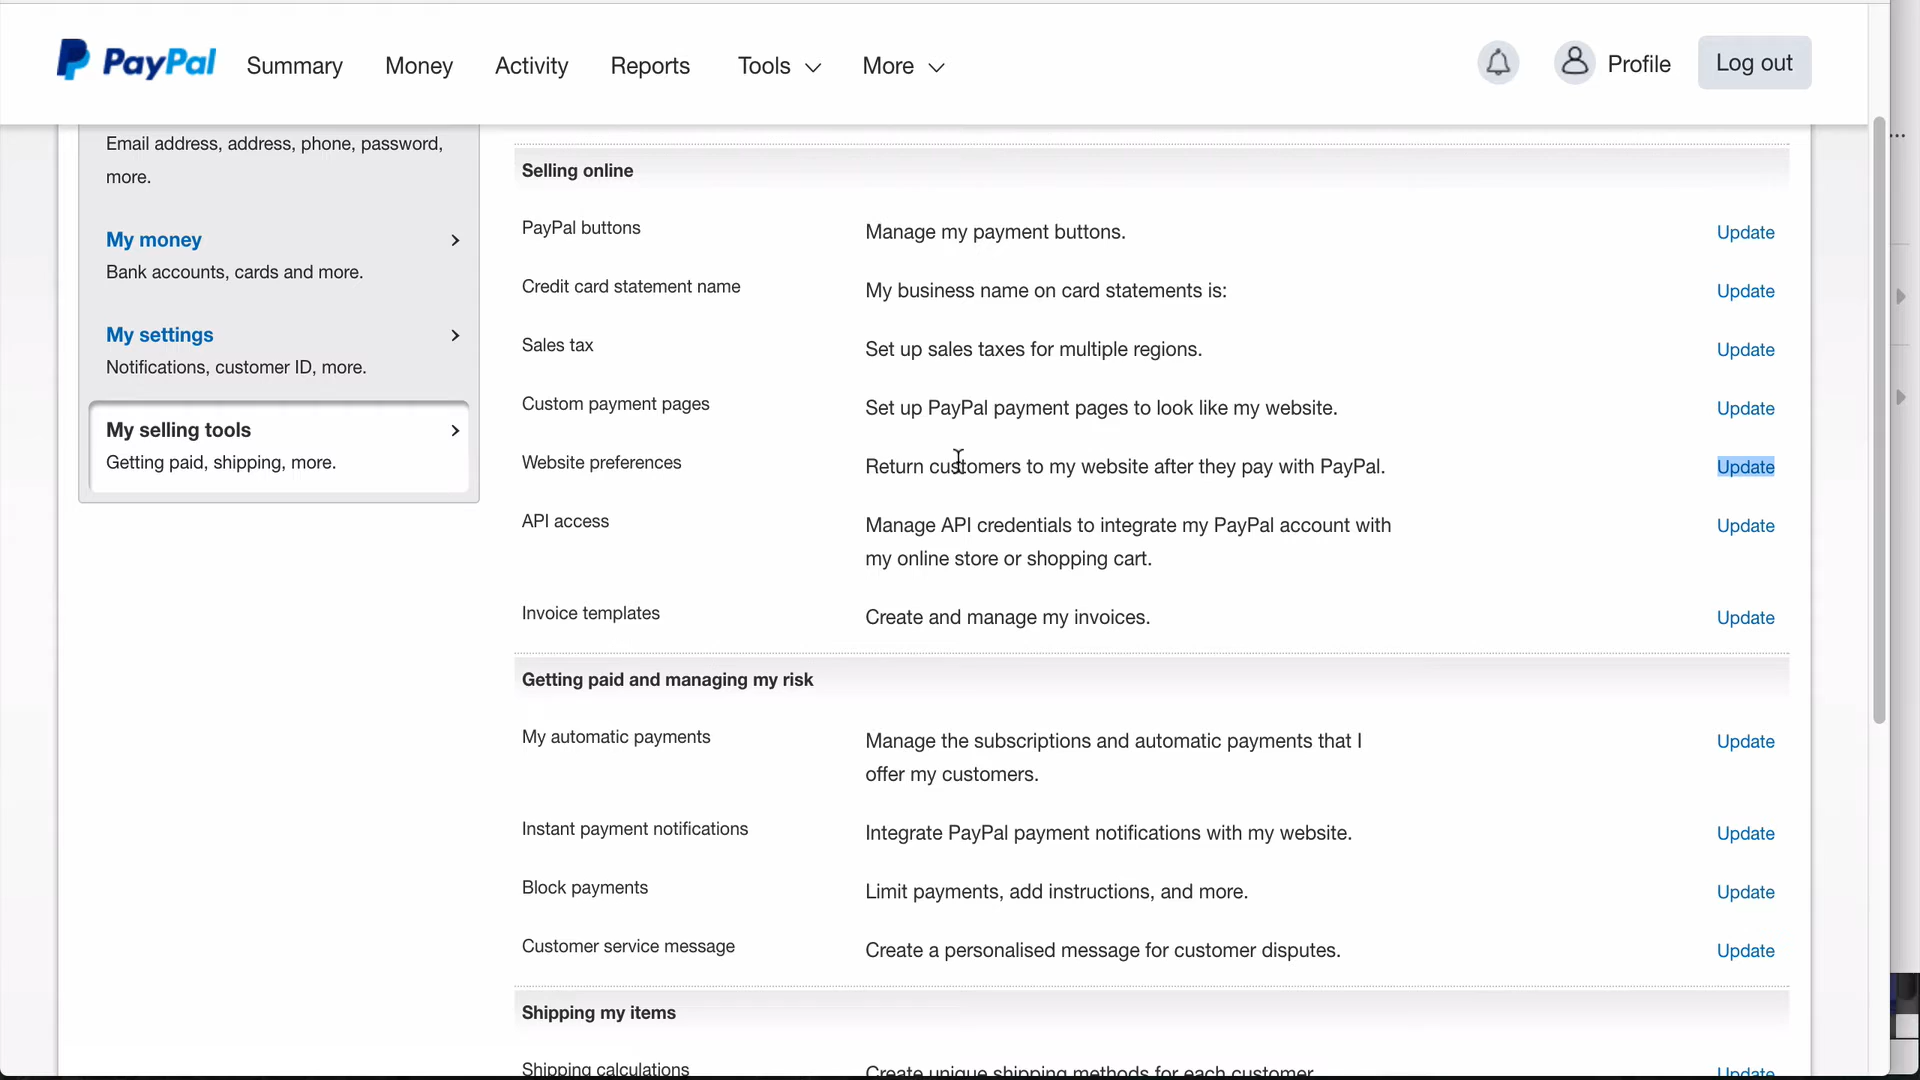 PayPal Summary Money Activity Reports Tools More Profile Log out
Email address, address, phone, password,
more.
My money
Bank accounts, cards and more.
My settings
Notifications, customer ID, more.
My selling tools
Getting paid, shipping, more.
Selling online
PayPal buttons Manage my payment buttons. Update
Credit card statement name My business name on card statements is: Update
Sales tax Set up sales taxes for multiple regions. Update
Custom payment pages Set up PayPal payment pages to look like my website. Update
Website preferences Return customers to my website after they pay with PayPal. Update
API access Manage API credentials to integrate my PayPal account with Update
my online store or shopping cart.
Invoice templates Create and manage my invoices. Update
Getting paid and managing my risk
My automatic payments Manage the subscriptions and automatic payments that I Update
offer my customers.
Instant payment notifications Integrate PayPal payment notifications with my website. Update
Block payments Limit payments, add instructions, and more. Update
Customer service message Create a personalised message for customer disputes. Update
Shipping my items
Shipping calculations Create unique shipping methods for each customer Update